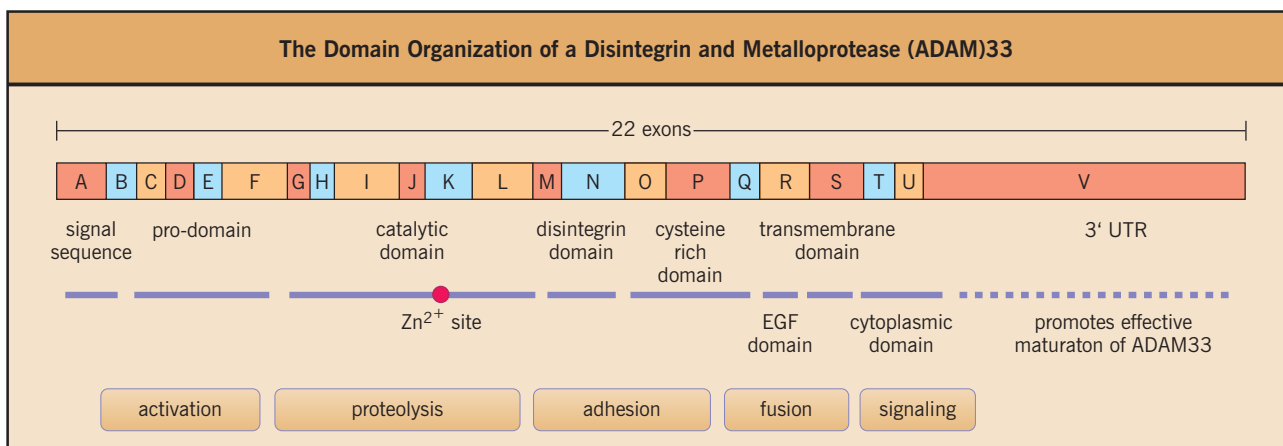 The Domain Organization of a Disintegrin and Metalloprotease (ADAM)33
22 exons
A B C D E F G H I J K L M N O P Q R S T U V
signal
sequence
pro-domain
catalytic
domain
disintegrin
domain
cysteine
rich
domain
transmembrane
domain
3‘ UTR
Zn2+ site
EGF
domain
cytoplasmic
domain
promotes effective
maturaton of ADAM33
activation
proteolysis
adhesion
fusion
signaling